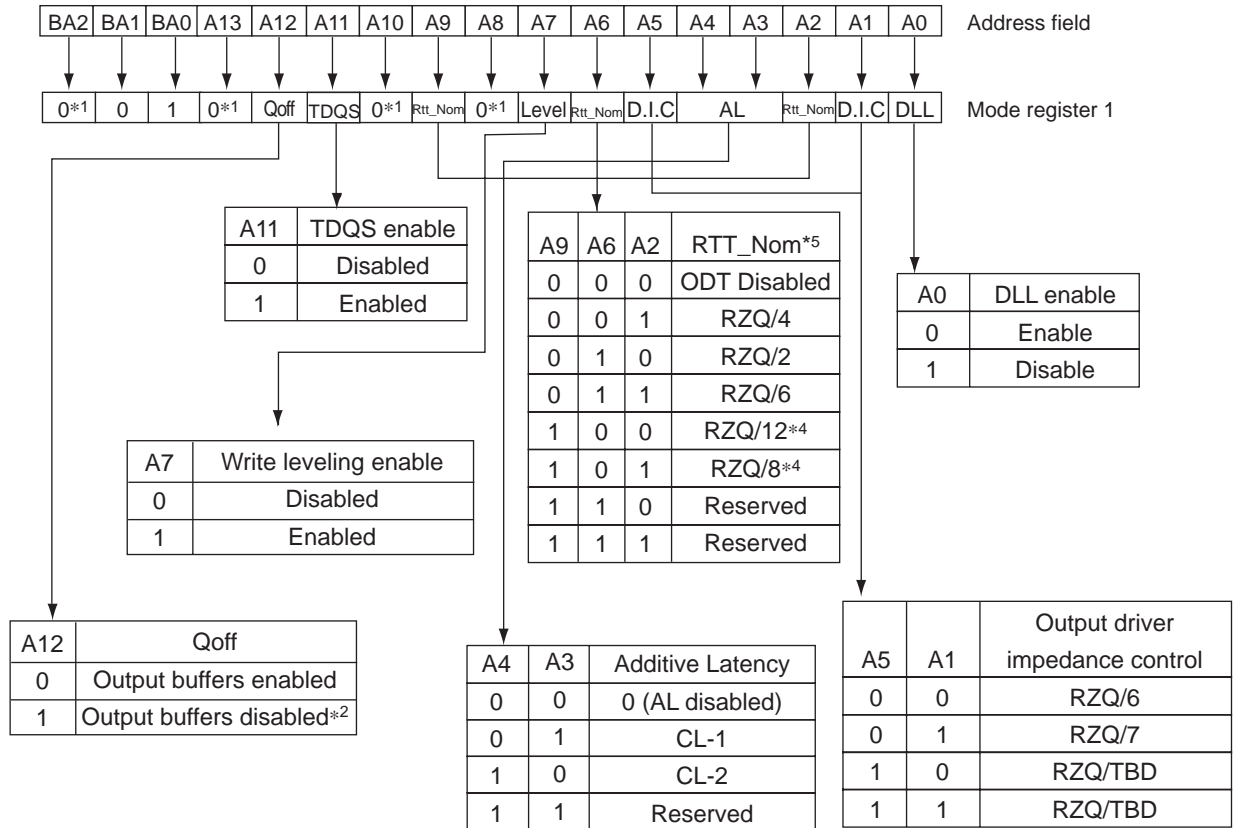 BA2 BA1 BA0 A13 A12 A11 A10 A9 A8 A7 A6 A5 A4 A3 A2 A1 A0 Address field
0*1 0 1 0*1 Qoff TDQS 0*1 Rtt_Nom 0*1 Level Rtt_Nom D.I.C AL Rtt_Nom D.I.C DLL Mode register 1
A11 TDQS enable
0 Disabled
1 Enabled
A9 A6 A2 RTT_Nom*5
0 0 0 ODT Disabled
0 0 1 RZQ/4
0 1 0 RZQ/2
0 1 1 RZQ/6
1 0 0 RZQ/12*4
1 0 1 RZQ/8*4
1 1 0 Reserved
1 1 1 Reserved
A0 DLL enable
0 Enable
1 Disable
A7 Write leveling enable
0 Disabled
1 Enabled
A12 Qoff
0 Output buffers enabled
1 Output buffers disabled*2
A4 A3 Additive Latency
0 0 0 (AL disabled)
0 1 CL-1
1 0 CL-2
1 1 Reserved
Output driver
A5 A1 impedance control
0 0 RZQ/6
0 1 RZQ/7
1 0 RZQ/TBD
1 1 RZQ/TBD